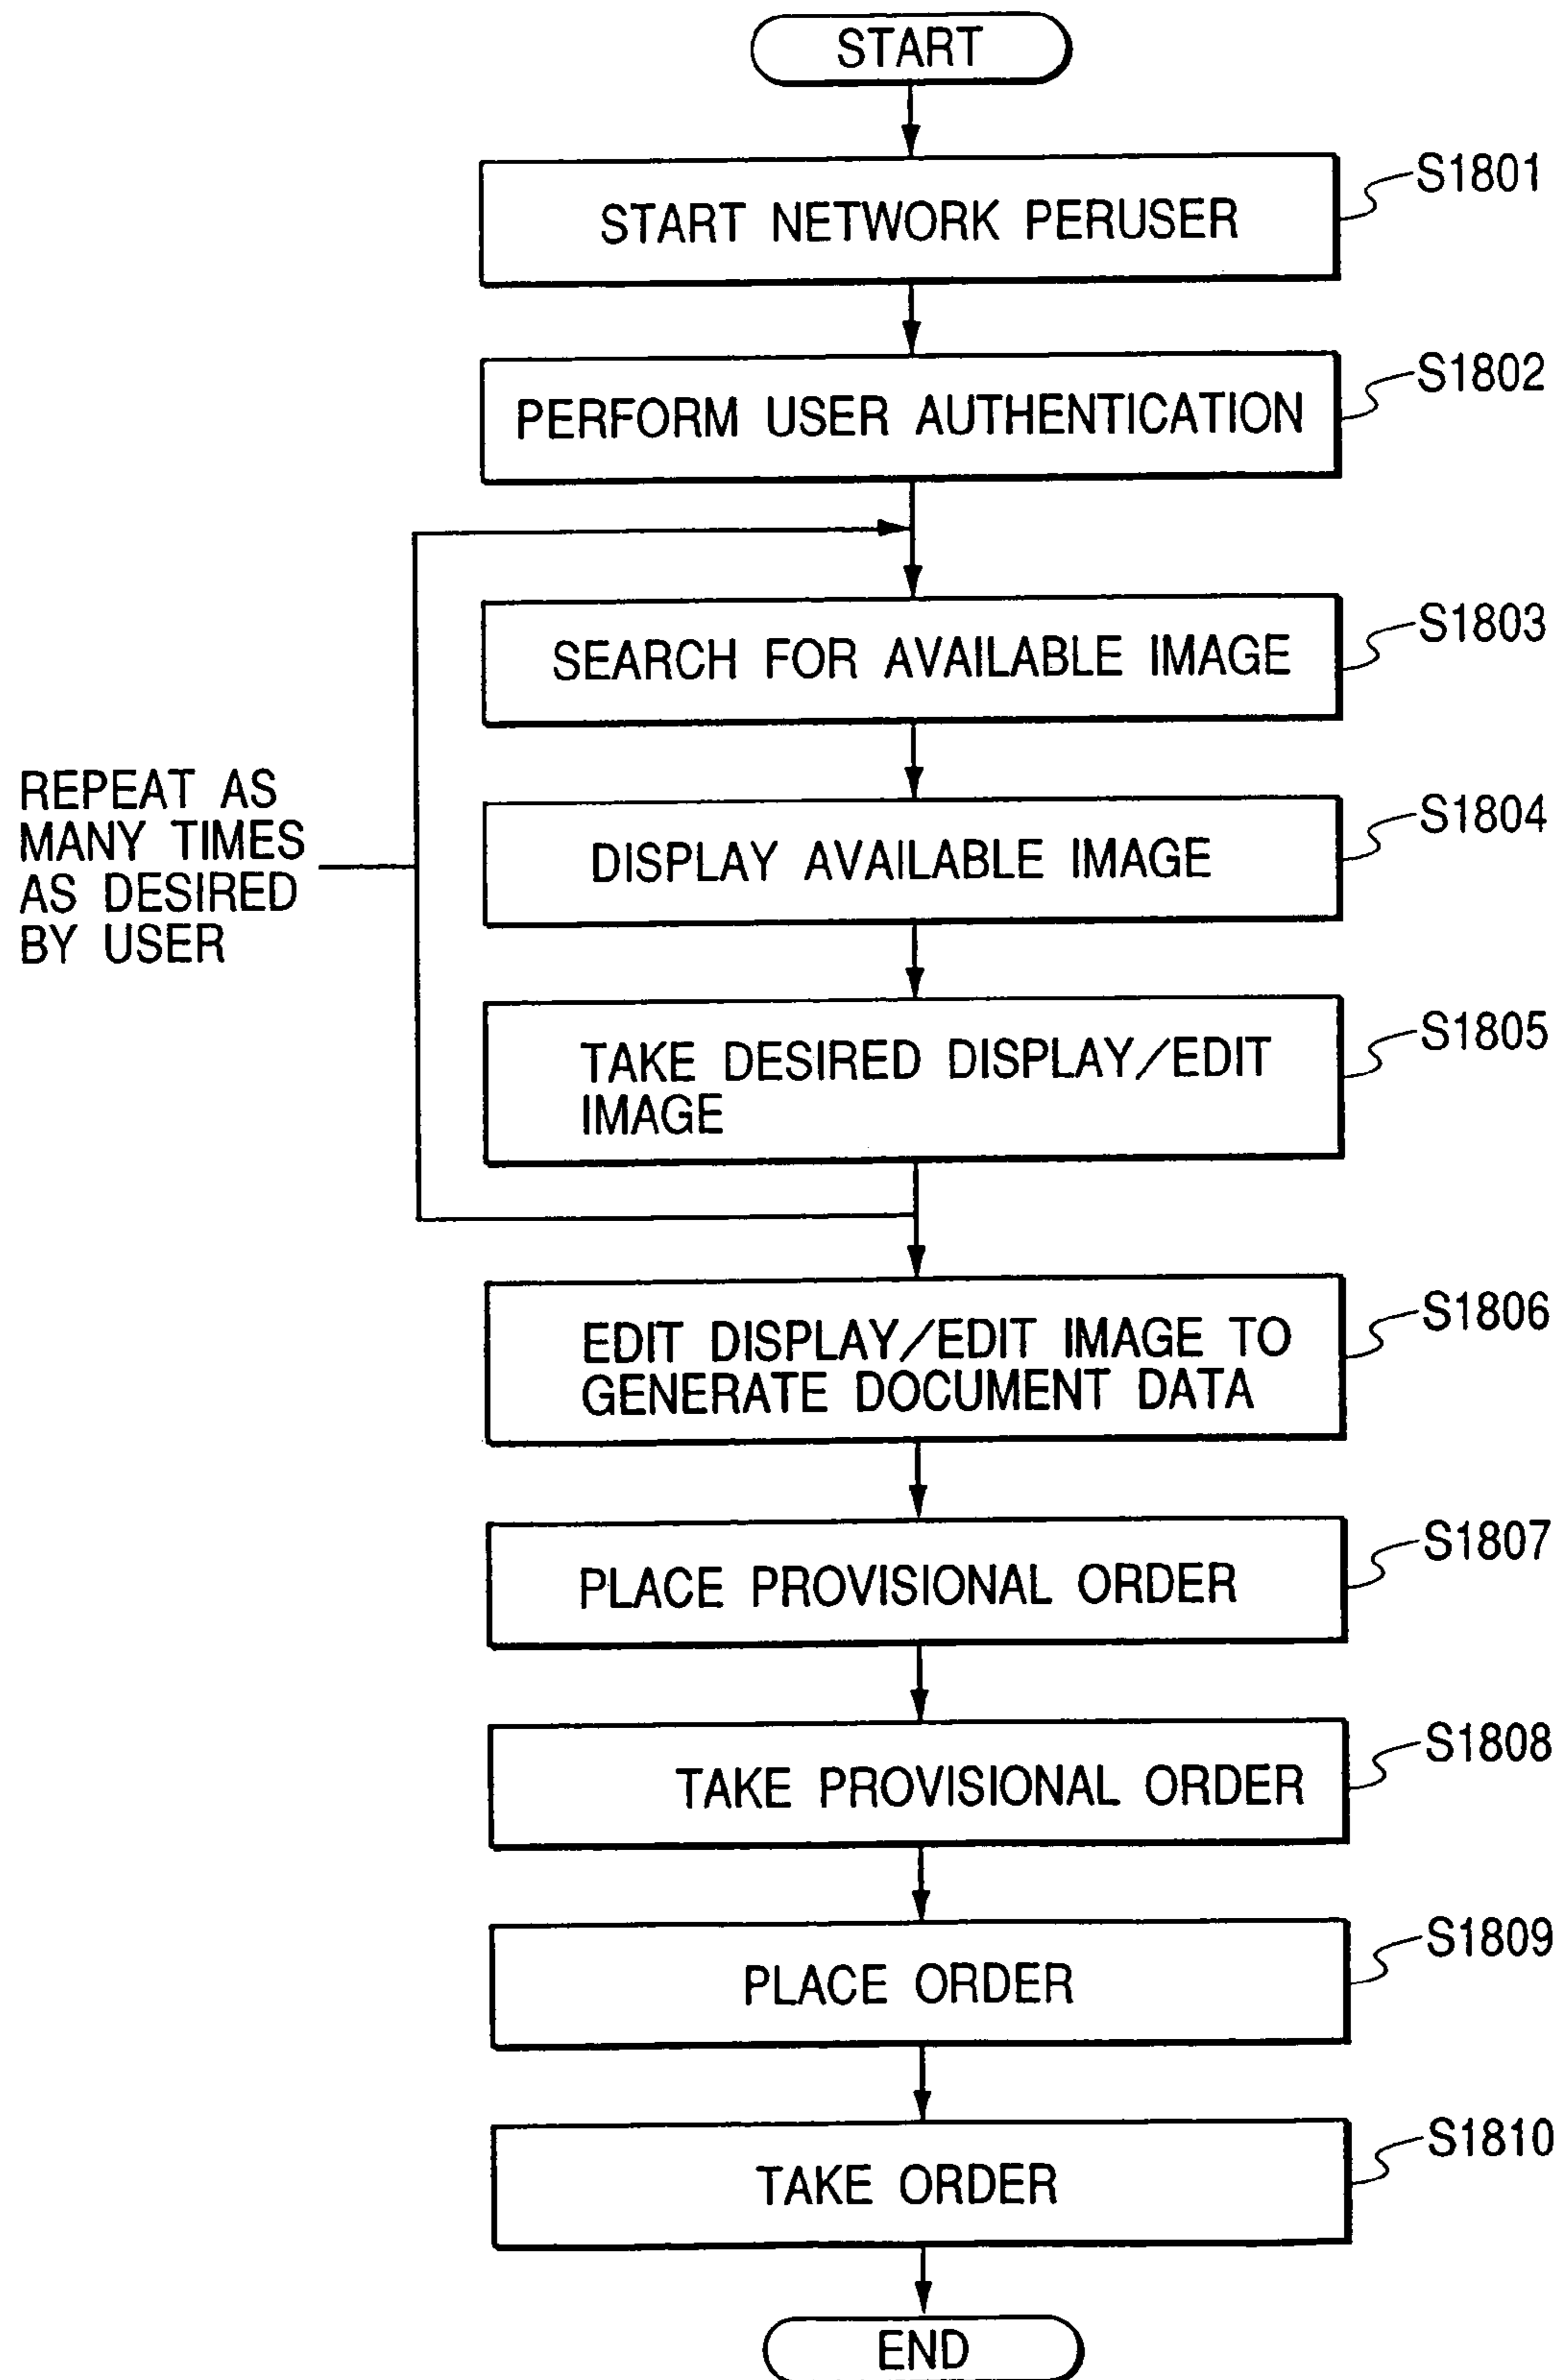 START
START NETWORK PERUSER
S1801
PERFORM USER AUTHENTICATION
S1802
SEARCH FOR AVAILABLE IMAGE
S1803
REPEAT AS
MANY TIMES
AS DESIRED
BY USER
DISPLAY AVAILABLE IMAGE
S1804
TAKE DESIRED DISPLAY/EDIT
IMAGE
S1805
EDIT DISPLAY/EDIT IMAGE TO
GENERATE DOCUMENT DATA
S1806
PLACE PROVISIONAL ORDER
S1807
TAKE PROVISIONAL ORDER
S1808
PLACE ORDER
S1809
TAKE ORDER
S1810
END